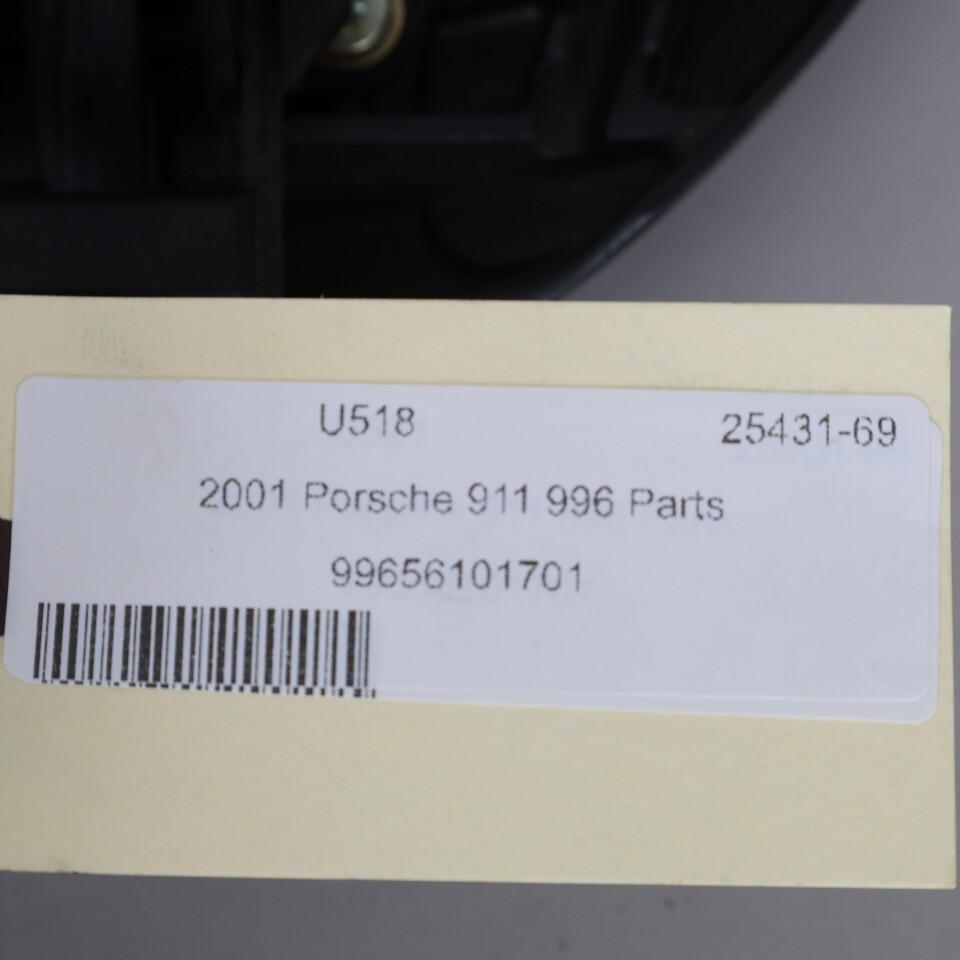 U518 25431-69
2001 Porsche 911 996 Parts
99656101701